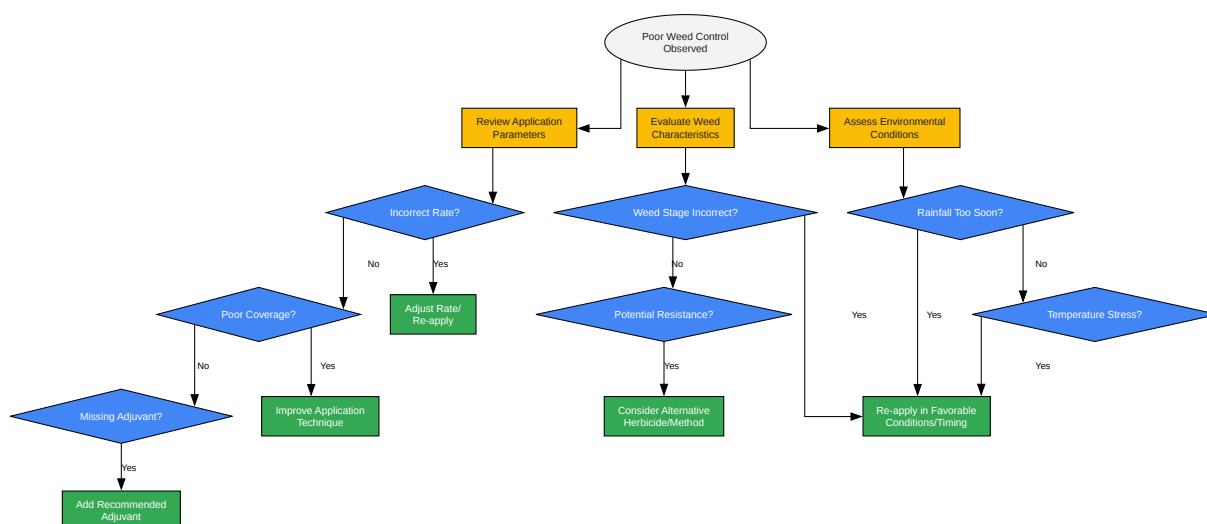 Poor Weed Control
Observed
Review Application
Parameters
Evaluate Weed
Characteristics
Assess Environmental
Conditions
Incorrect Rate?
Weed Stage Incorrect?
Rainfall Too Soon?
No
Yes
No
No
Adjust Rate/
Re-apply
Poor Coverage?
Potential Resistance?
Yes
Yes
Temperature Stress?
No
Yes
Yes
Yes
Missing Adjuvant?
Improve Application
Technique
Consider Alternative
Herbicide/Method
Re-apply in Favorable
Conditions/Timing
Yes
Add Recommended
Adjuvant